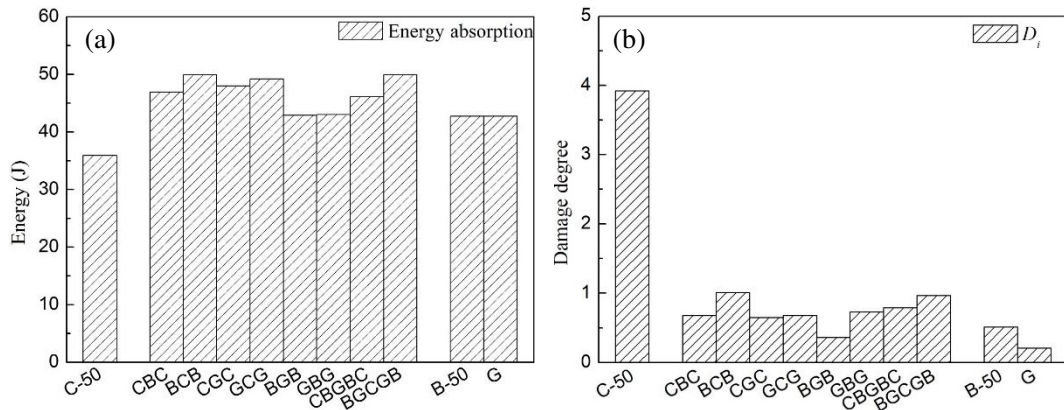 (a)
Energy absorption
Energy (J)
60
50
40
30
20
10
0
C-50
CBC
BCB
CGC
GCG
BGB
GBG
CBGBC
BGCGB
B-50
G
(b)
D_i
Damage degree
5
4
3
2
1
0
C-50
CBC
BCB
CGC
GCG
BGB
GBG
CBGBC
BGCGB
B-50
G